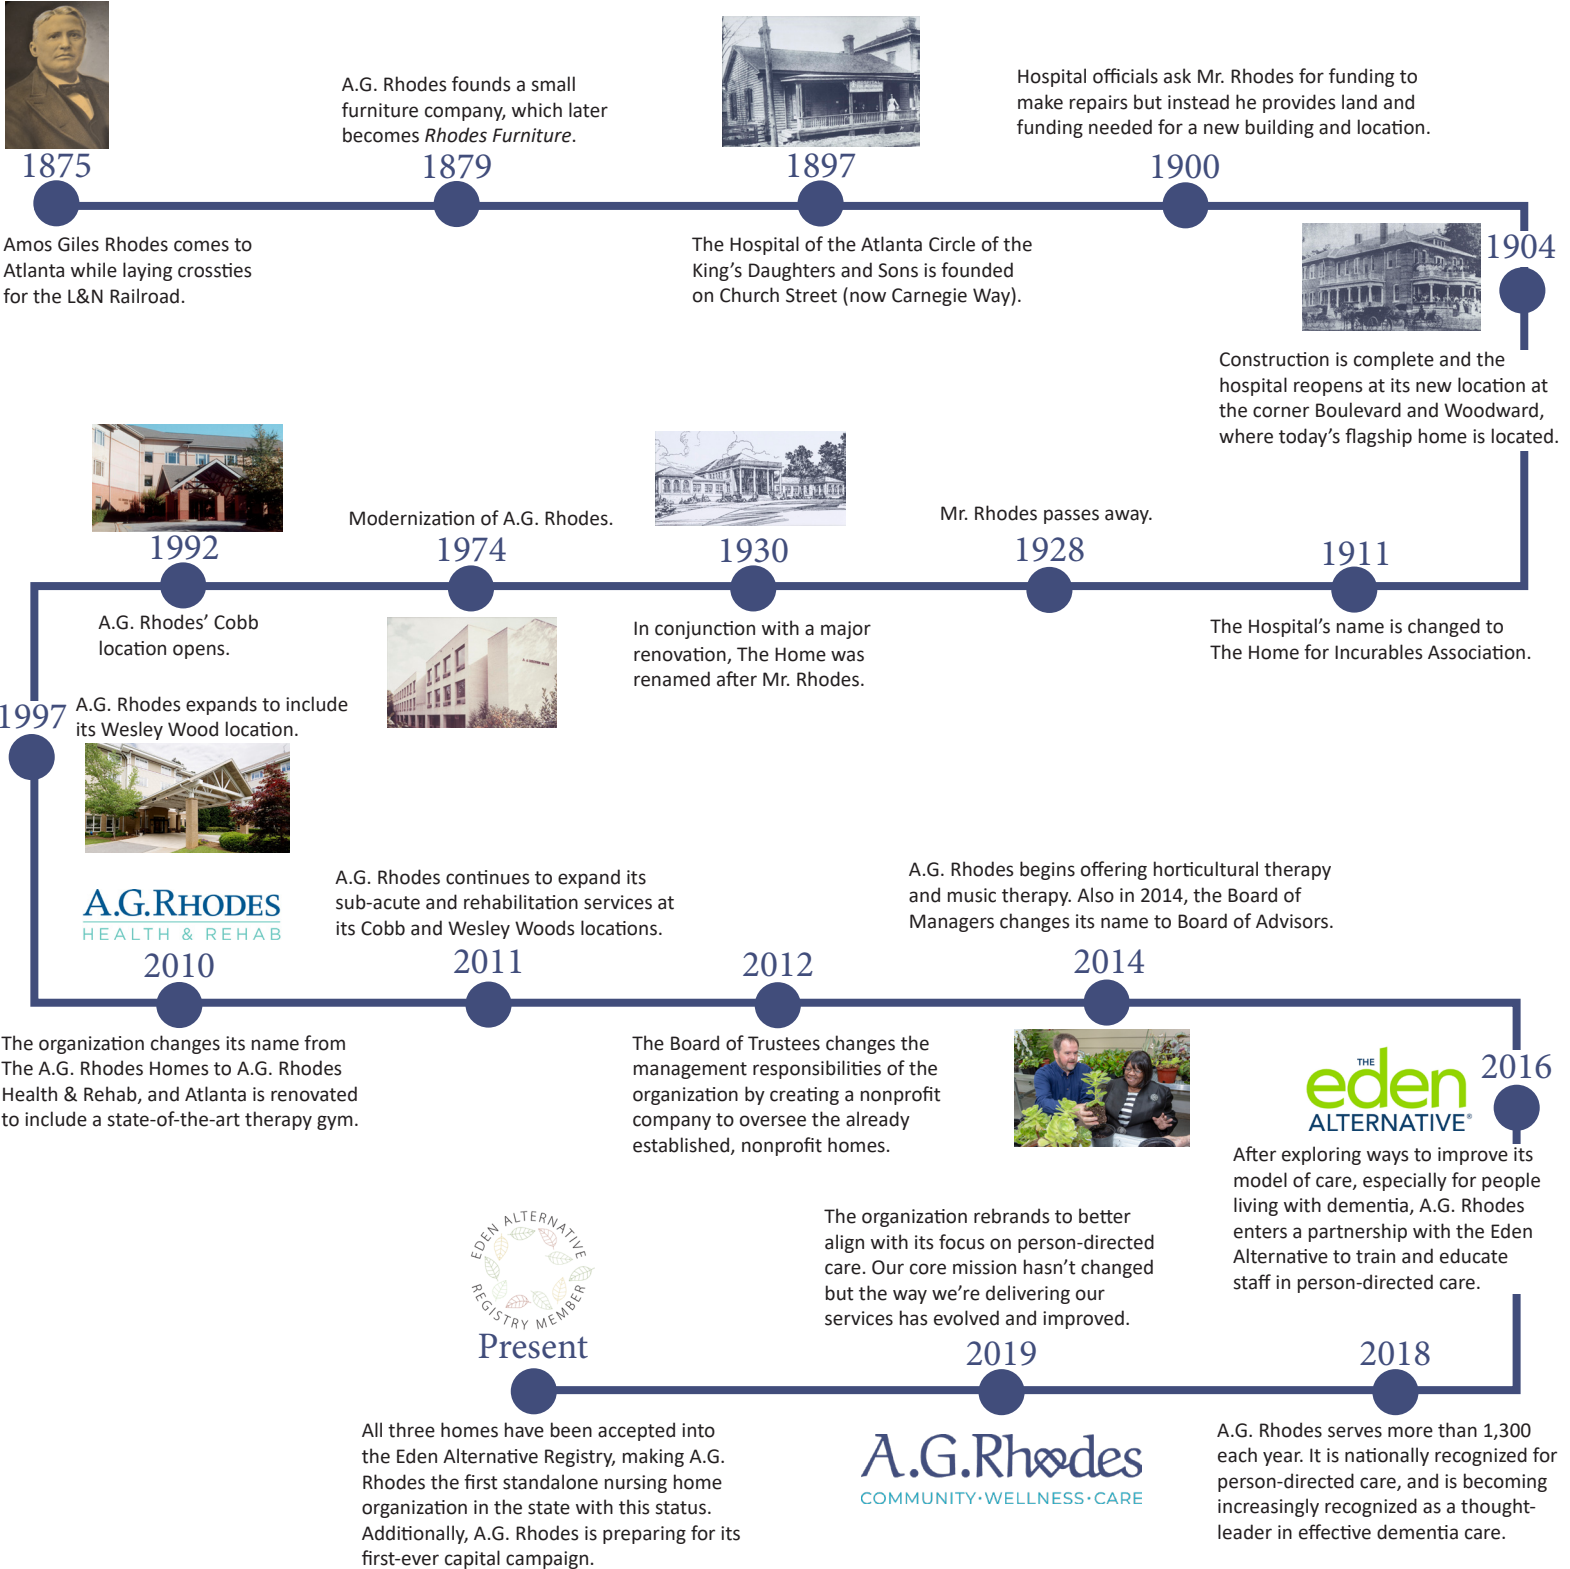 1875
Amos Giles Rhodes comes to
Atlanta while laying crossties
for the L&N Railroad.
A.G. Rhodes founds a small
furniture company, which later
becomes Rhodes Furniture.
1879
1897
The Hospital of the Atlanta Circle of the
King's Daughters and Sons is founded
on Church Street (now Carnegie Way).
Hospital officials ask Mr. Rhodes for funding to
make repairs but instead he provides land and
funding needed for a new building and location.
1900
1904
Construction is complete and the
hospital reopens at its new location at
the corner Boulevard and Woodward,
where today's flagship home is located.
1911
The Hospital's name is changed to
The Home for Incurables Association.
Mr. Rhodes passes away.
1928
1930
In conjunction with a major
renovation, The Home was
renamed after Mr. Rhodes.
Modernization of A.G. Rhodes.
1974
1992
A.G. Rhodes' Cobb
location opens.
1997
A.G. Rhodes expands to include
its Wesley Wood location.
A.G. RHODES
HEALTH & REHAB
2010
The organization changes its name from
The A.G. Rhodes Homes to A.G. Rhodes
Health & Rehab, and Atlanta is renovated
to include a state-of-the-art therapy gym.
A.G. Rhodes continues to expand its
sub-acute and rehabilitation services at
its Cobb and Wesley Woods locations.
2011
2012
The Board of Trustees changes the
management responsibilities of the
organization by creating a nonprofit
company to oversee the already
established, nonprofit homes.
A.G. Rhodes begins offering horticultural therapy
and music therapy. Also in 2014, the Board of
Managers changes its name to Board of Advisors.
2014
2016
THE
eden
ALTERNATIVE®
After exploring ways to improve its
model of care, especially for people
living with dementia, A.G. Rhodes
enters a partnership with the Eden
Alternative to train and educate
staff in person-directed care.
2018
A.G. Rhodes serves more than 1,300
each year. It is nationally recognized for
person-directed care, and is becoming
increasingly recognized as a thought-
leader in effective dementia care.
The organization rebrands to better
align with its focus on person-directed
care. Our core mission hasn't changed
but the way we're delivering our
services has evolved and improved.
2019
A.G.Rhodes
COMMUNITY·WELLNESS·CARE
EDEN ALTERNATIVE
REGISTRY MEMBER
Present
All three homes have been accepted into
the Eden Alternative Registry, making A.G.
Rhodes the first standalone nursing home
organization in the state with this status.
Additionally, A.G. Rhodes is preparing for its
first-ever capital campaign.